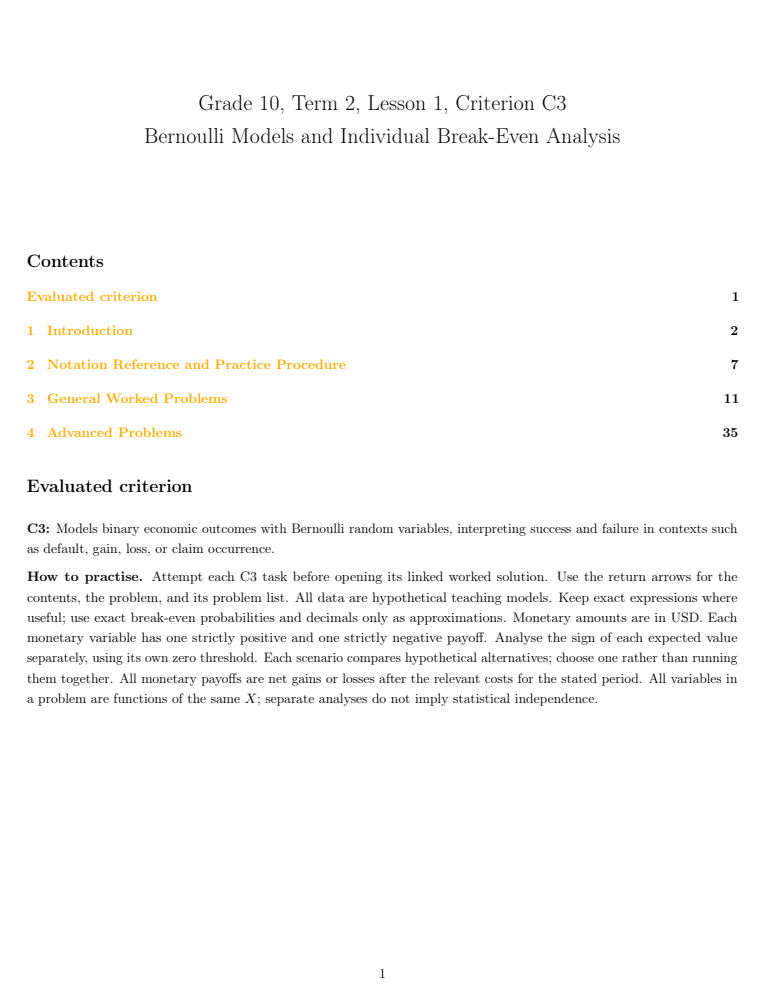 Grade 10, Term 2, Lesson 1, Criterion C3
Bernoulli Models and Individual Break-Even Analysis
Contents
Evaluated criterion 1
1 Introduction 2
2 Notation Reference and Practice Procedure 7
3 General Worked Problems 11
4 Advanced Problems 35
Evaluated criterion
C3: Models binary economic outcomes with Bernoulli random variables, interpreting success and failure in contexts such
as default, gain, loss, or claim occurrence.
How to practise. Attempt each C3 task before opening its linked worked solution. Use the return arrows for the
contents, the problem, and its problem list. All data are hypothetical teaching models. Keep exact expressions where
useful; use exact break-even probabilities and decimals only as approximations. Monetary amounts are in USD. Each
monetary variable has one strictly positive and one strictly negative payoff. Analyse the sign of each expected value
separately, using its own zero threshold. Each scenario compares hypothetical alternatives; choose one rather than running
them together. All monetary payoffs are net gains or losses after the relevant costs for the stated period. All variables in
a problem are functions of the same X; separate analyses do not imply statistical independence.
1